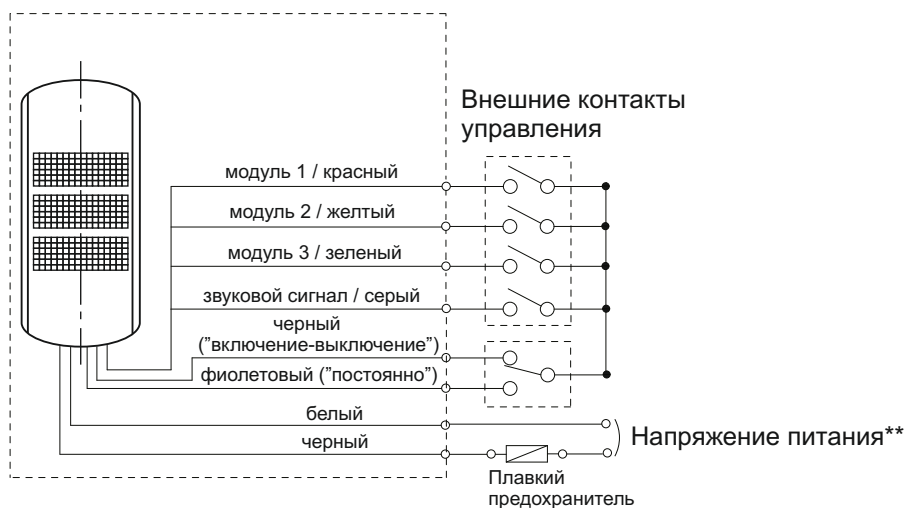 Внешние контакты
управления
модуль 1 / красный
модуль 2 / желтый
модуль 3 / зеленый
звуковой сигнал / серый
черный
("включение-выключение")
фиолетовый ("постоянно")
белый
черный
Напряжение питания**
Плавкий
предохранитель